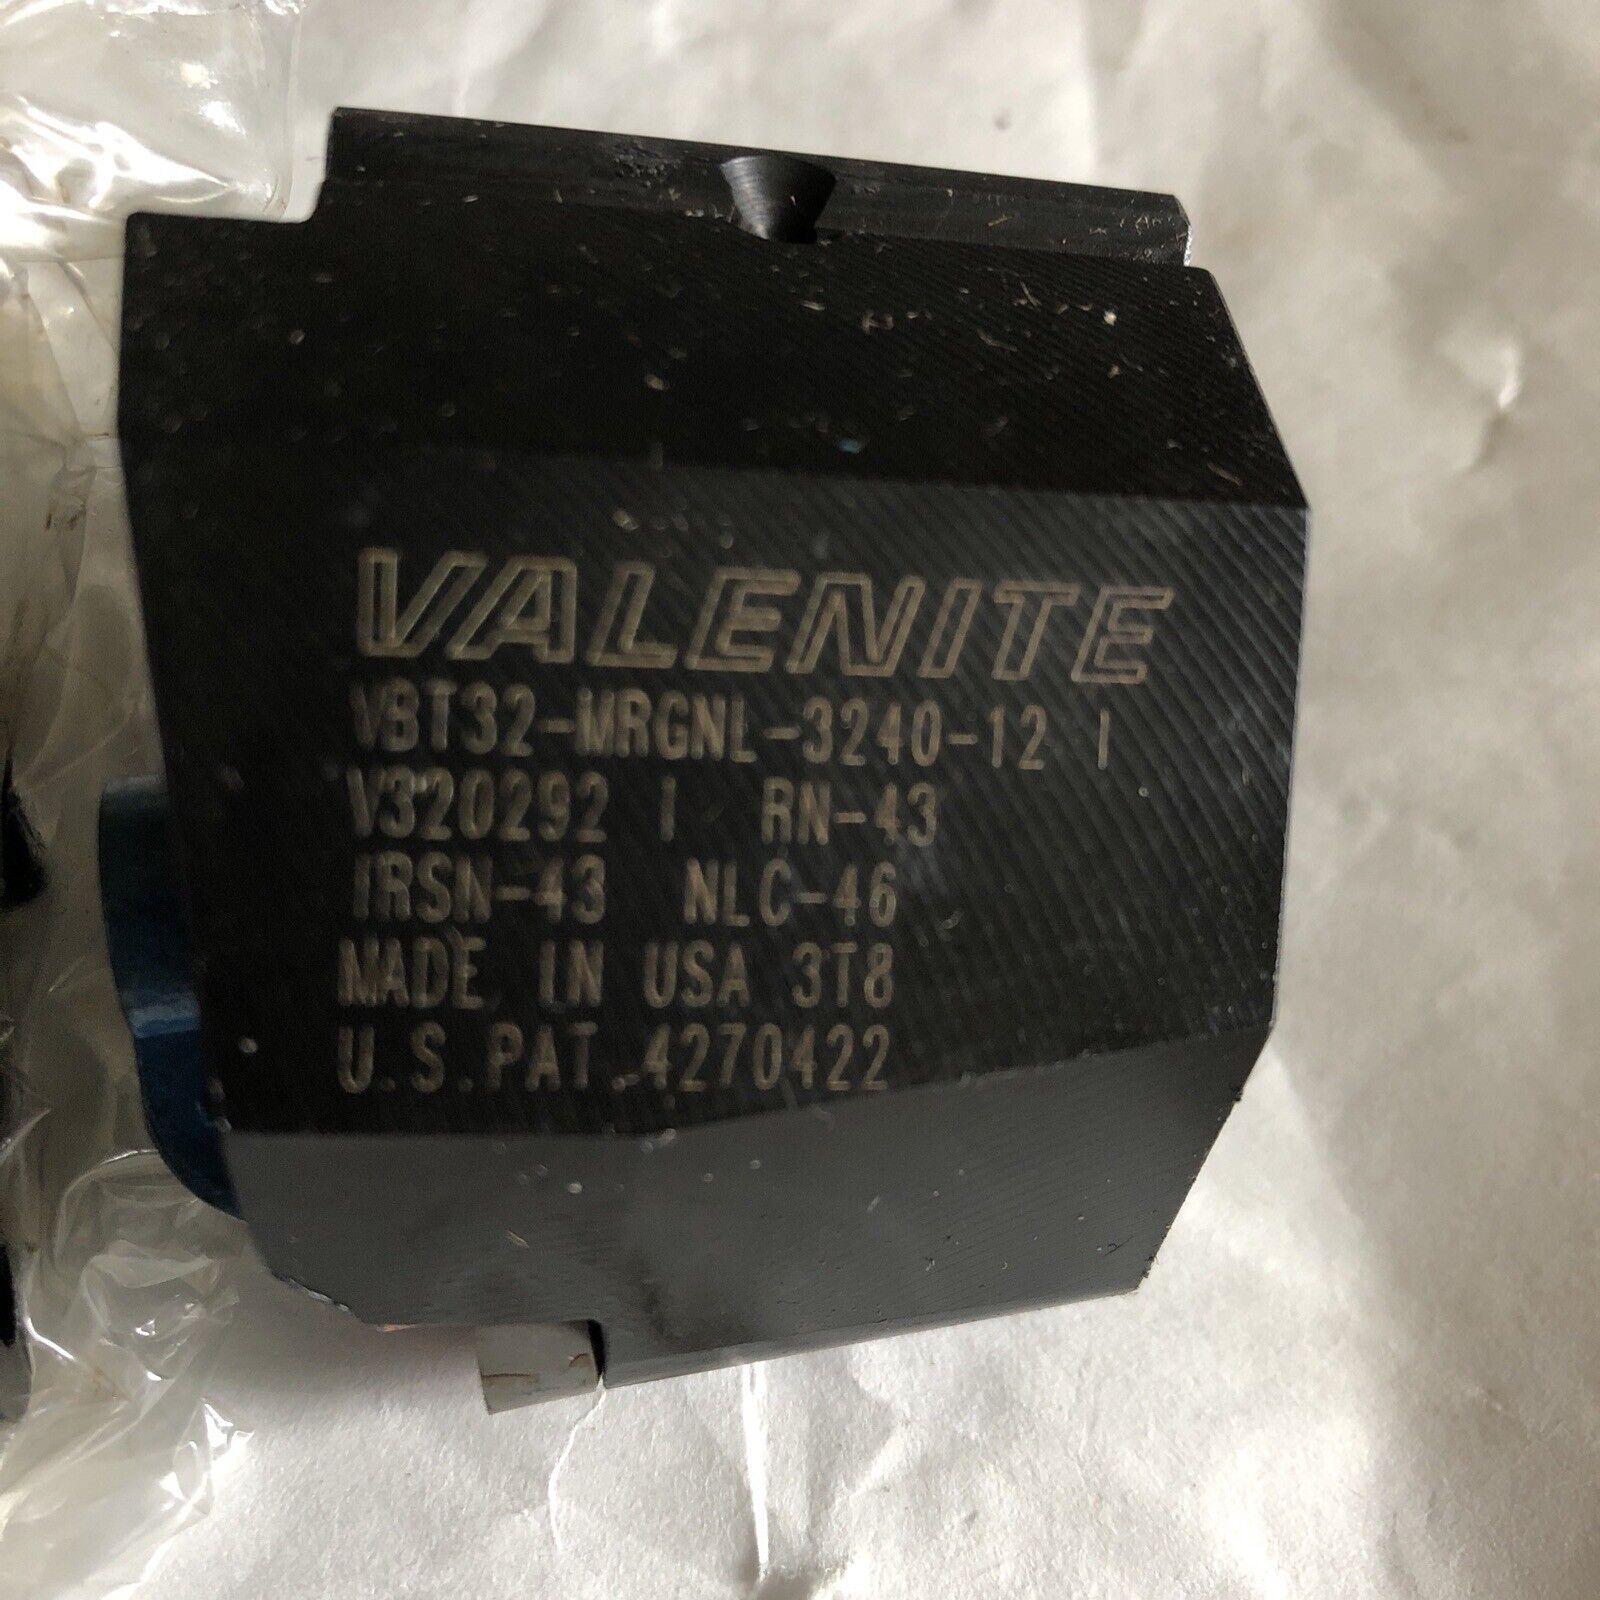 VALENITE
VBT32-MRGNL-3240-12 I
V320292 I RN-43
IRSN-43 NLC-46
MADE IN USA 3T8
U.S.PAT.4270422